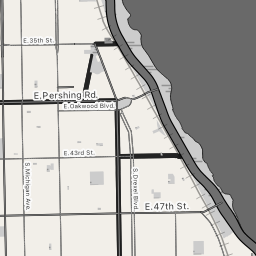 E. 35th St.
E. Pershing Rd.
E. Oakwood Blvd.
E. 43rd St.
S. Michigan Ave.
S. Drexel Blvd.
E. 47th St.